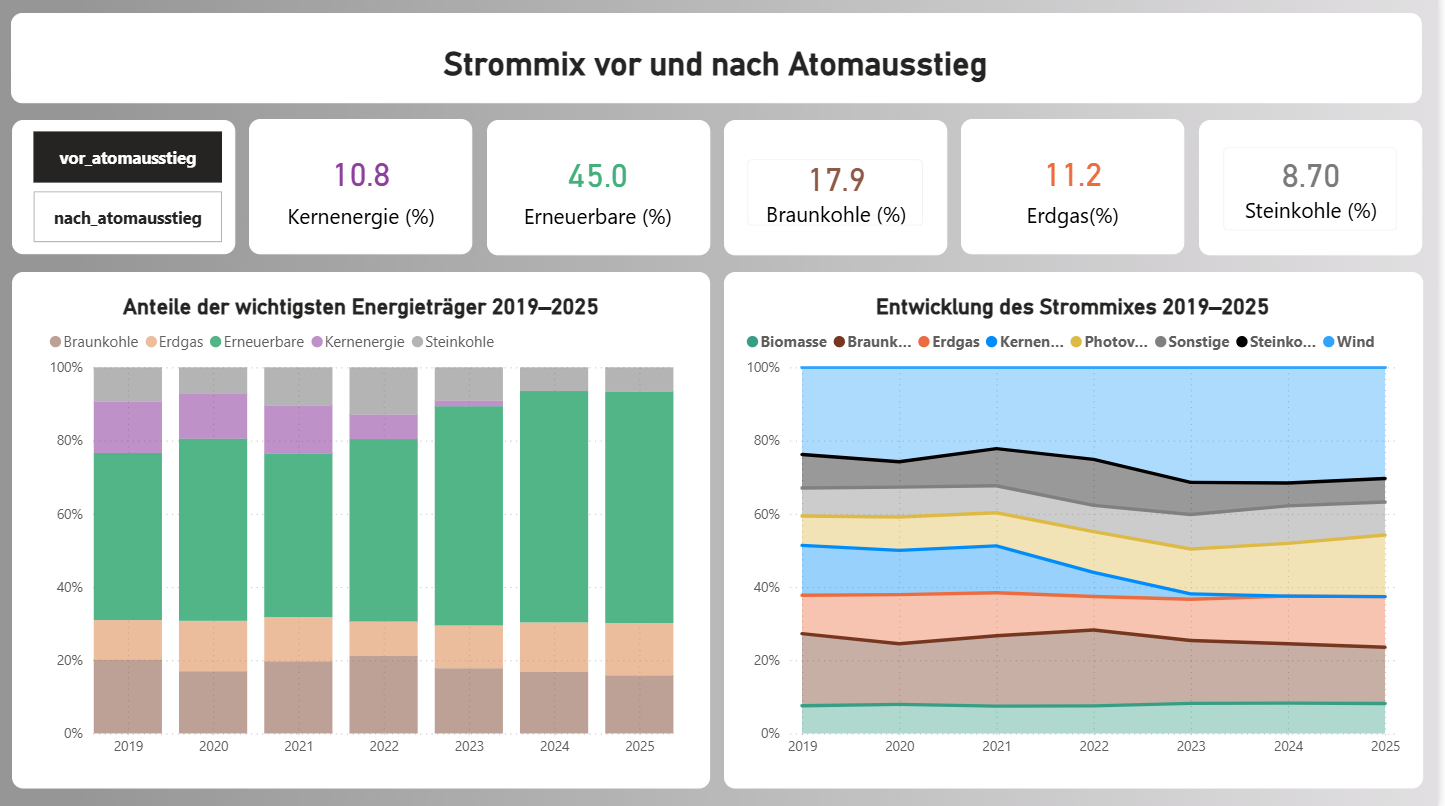 Strommix vor und nach Atomausstieg
vor_atomausstieg
nach_atomausstieg
10.8
Kernenergie (%)
45.0
Erneuerbare (%)
17.9
Braunkohle (%)
11.2
Erdgas(%)
8.70
Steinkohle (%)
Anteile der wichtigsten Energieträger 2019–2025
Braunkohle Erdgas Erneuerbare Kernenergie Steinkohle
100%
80%
60%
40%
20%
0%
2019 2020 2021 2022 2023 2024 2025
Entwicklung des Strommixes 2019–2025
Biomasse Braunk... Erdgas Kernen... Photov... Sonstige Steinko... Wind
100%
80%
60%
40%
20%
0%
2019 2020 2021 2022 2023 2024 2025